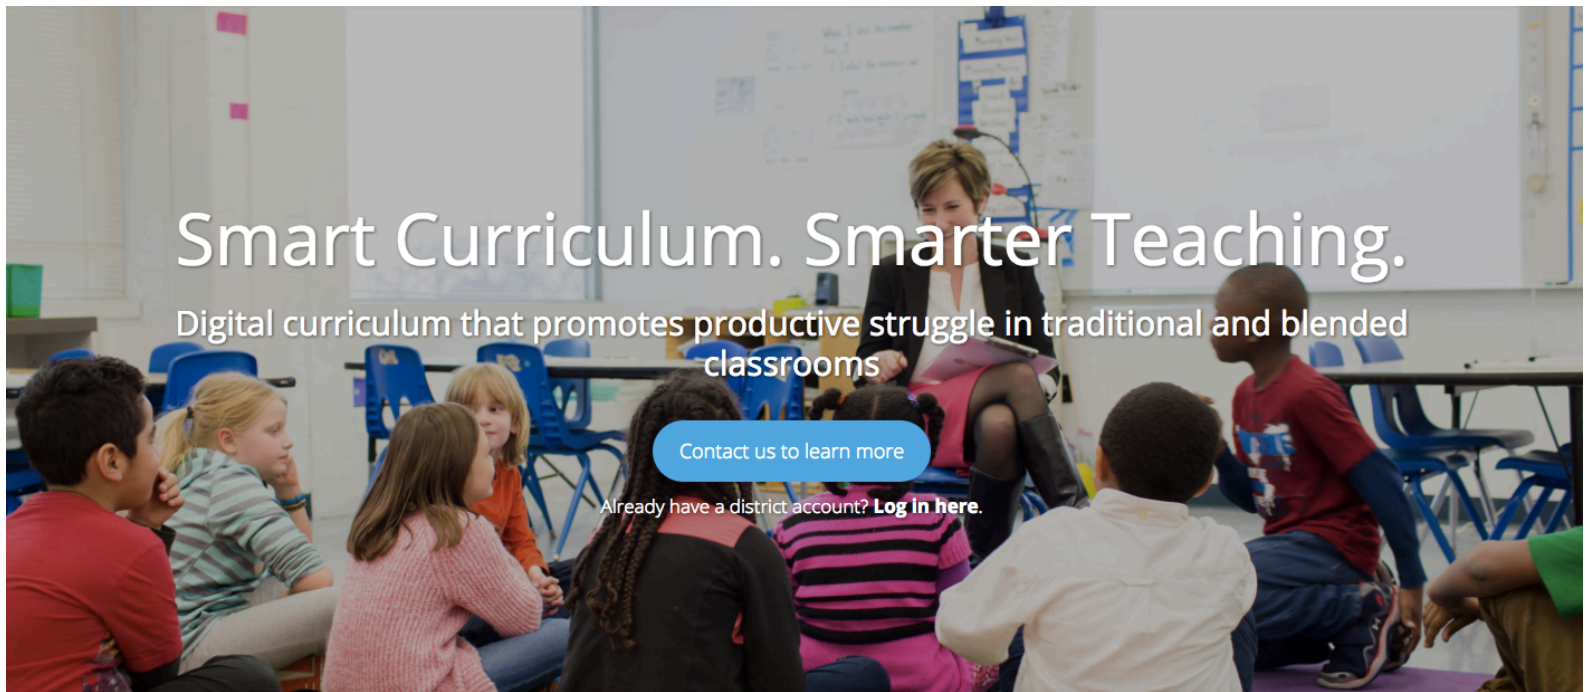 Smart Curriculum. Smarter Teaching.
Digital curriculum that promotes productive struggle in traditional and blended
classrooms
Contact us to learn more
Already have a district account? Log in here.